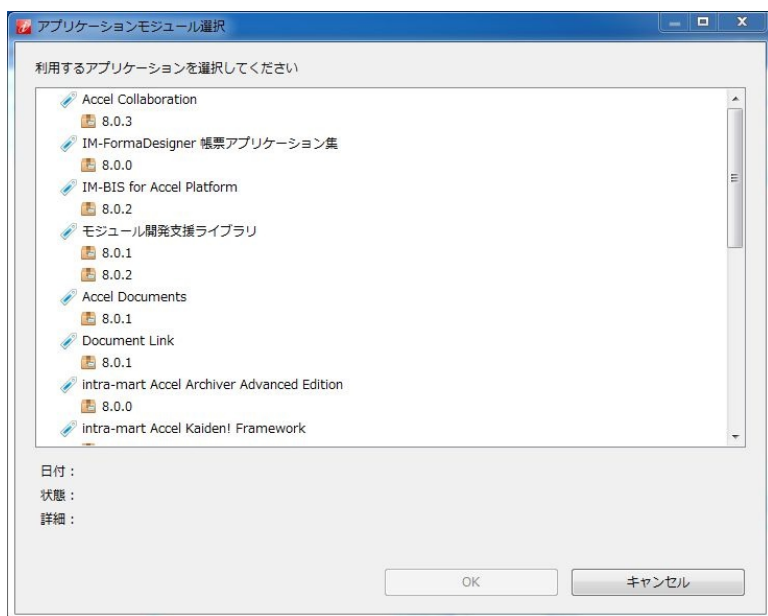 アプリケーションモジュール選択
利用するアプリケーションを選択してください
Accel Collaboration
8.0.3
IM-FormaDesigner 帳票アプリケーション集
8.0.0
IM-BIS for Accel Platform
8.0.2
モジュール開発支援ライブラリ
8.0.1
8.0.2
Accel Documents
8.0.1
Document Link
8.0.1
intra-mart Accel Archiver Advanced Edition
8.0.0
intra-mart Accel Kaiden! Framework
日付：
状態：
詳細：
OK キャンセル